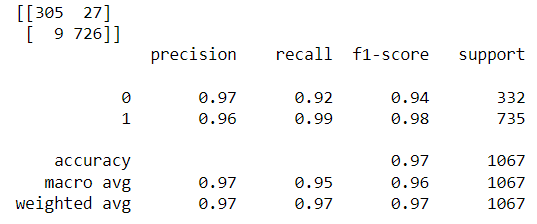 [[305  27]
 [  9 726]]
              precision    recall  f1-score   support

           0       0.97      0.92      0.94       332
           1       0.96      0.99      0.98       735

    accuracy                           0.97      1067
   macro avg       0.97      0.95      0.96      1067
weighted avg       0.97      0.97      0.97      1067